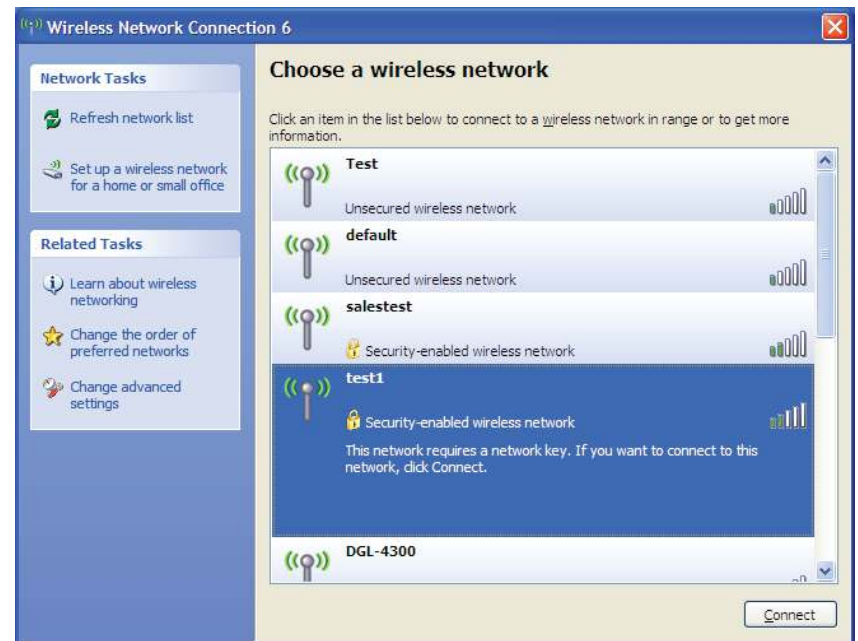 Wireless Network Connection 6
Network Tasks
Refresh network list
Set up a wireless network
for a home or small office
Related Tasks
Learn about wireless
networking
Change the order of
preferred networks
Change advanced
settings
Choose a wireless network
Click an item in the list below to connect to a wireless network in range or to get more
information.
Test
Unsecured wireless network
default
Unsecured wireless network
salestest
Security-enabled wireless network
test1
Security-enabled wireless network
This network requires a network key. If you want to connect to this
network, click Connect.
DGL-4300
Connect